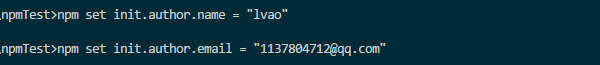 \npmTest>npm set init.author.name = "lvao"
\npmTest>npm set init.author.email = "1137804712@qq.com"